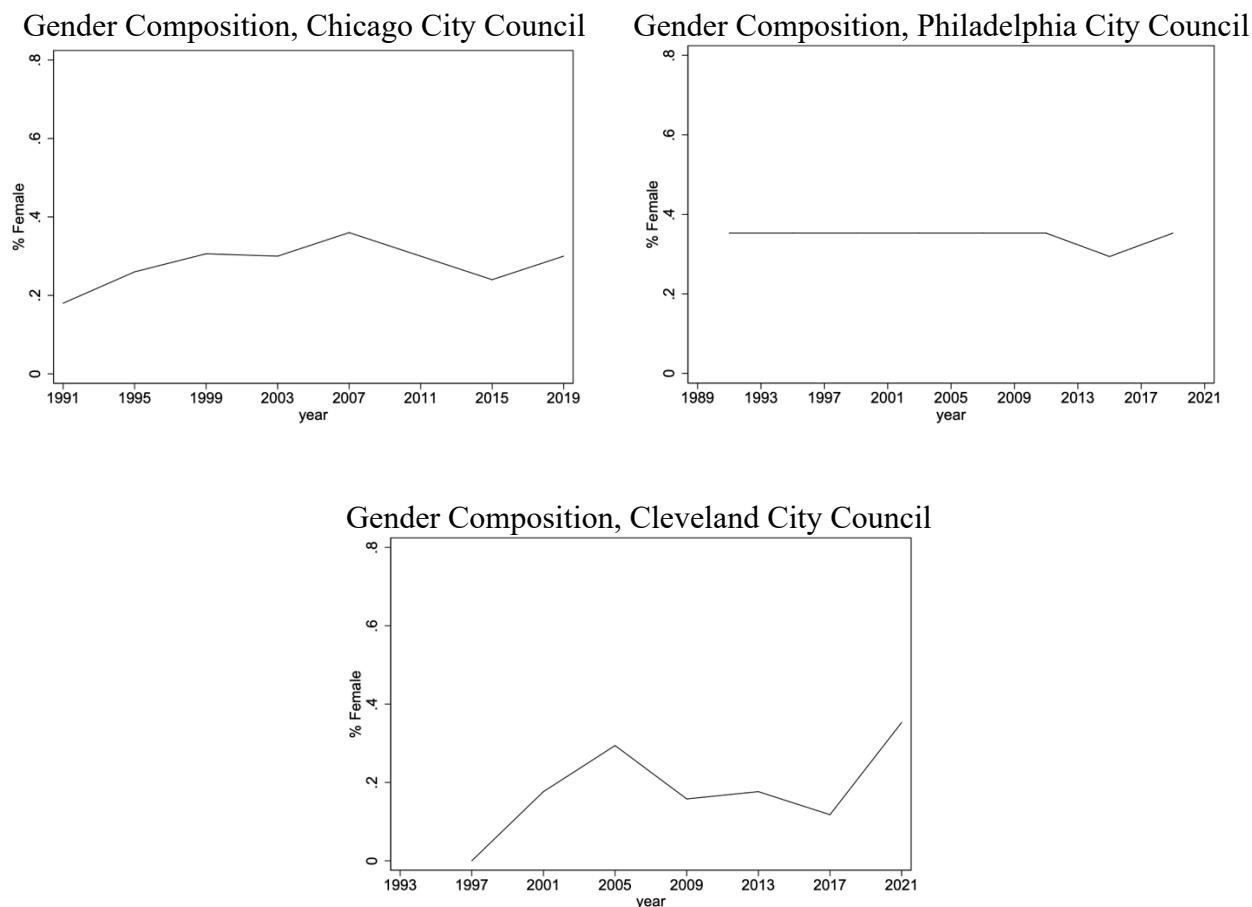 Gender Composition, Chicago City Council
% Female
.8
.6
.4
.2
0
1991 1995 1999 2003 2007 2011 2015 2019
year
Gender Composition, Philadelphia City Council
% Female
.8
.6
.4
.2
0
1989 1993 1997 2001 2005 2009 2013 2017 2021
year
Gender Composition, Cleveland City Council
% Female
.8
.6
.4
.2
0
1993 1997 2001 2005 2009 2013 2017 2021
year